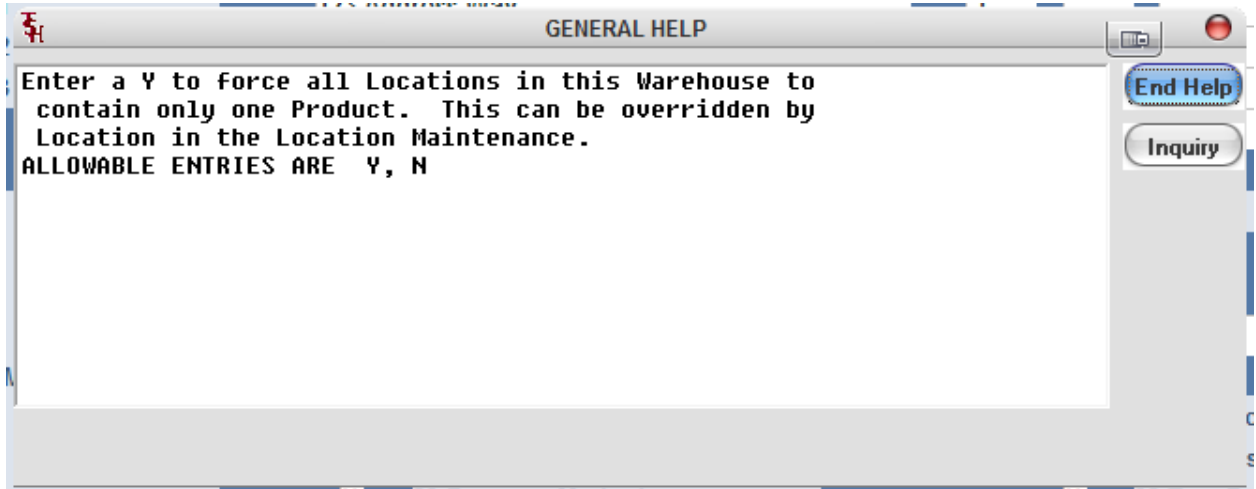 GENERAL HELP
Enter a Y to force all Locations in this Warehouse to
contain only one Product.  This can be overridden by
Location in the Location Maintenance.
ALLOWABLE ENTRIES ARE  Y, N
End Help
Inquiry